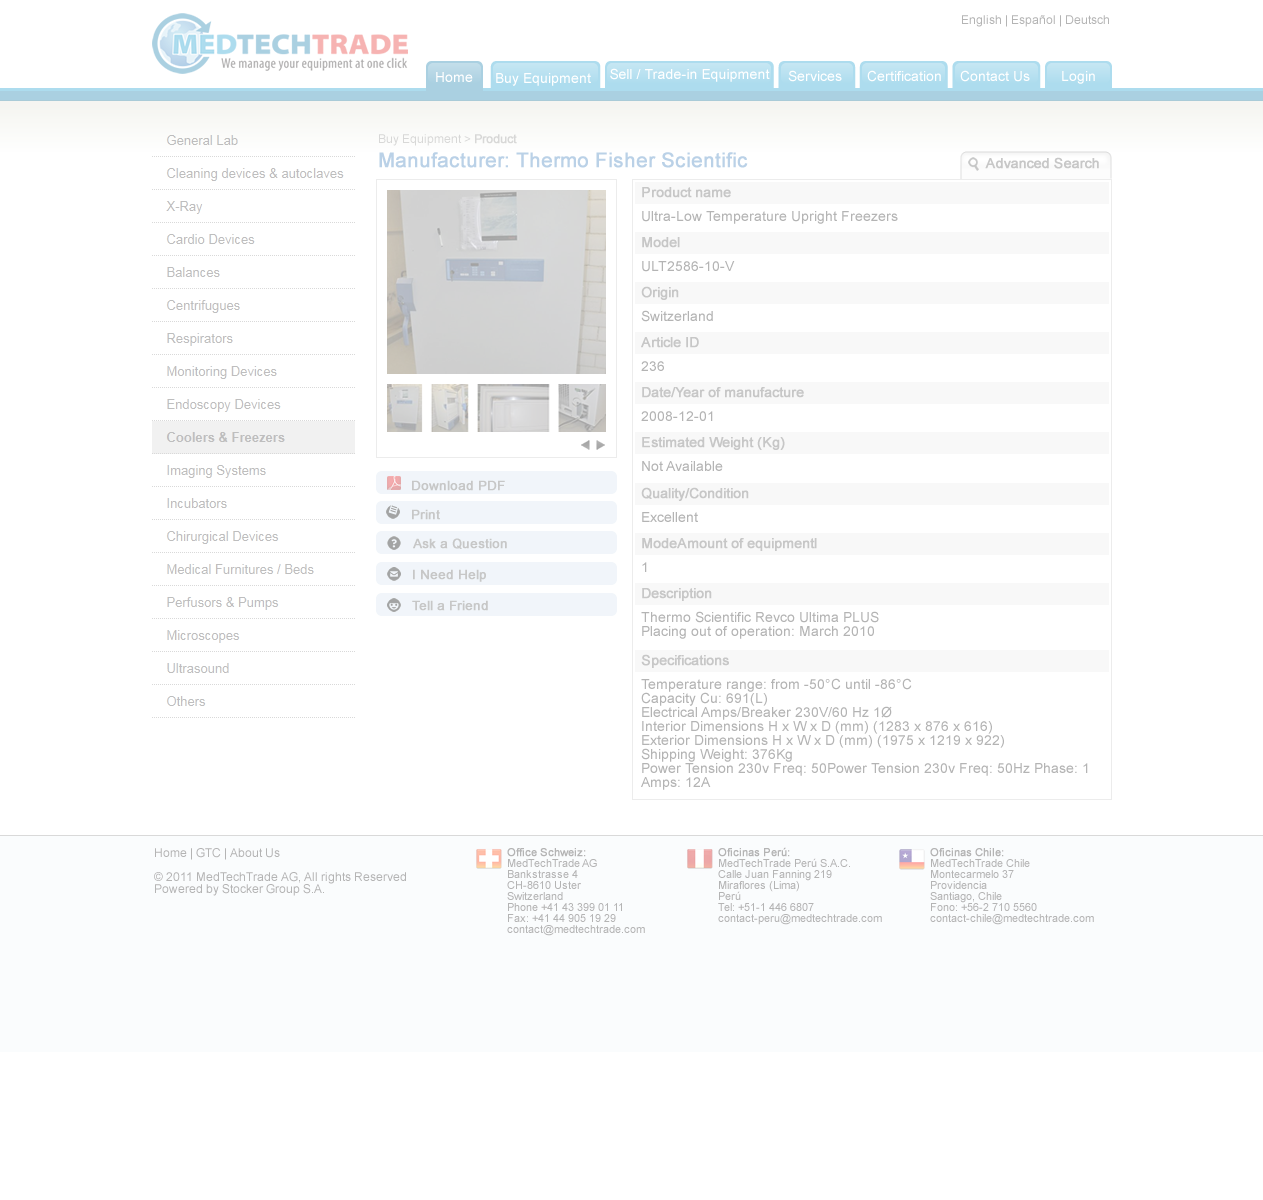 English | Español | Deutsch
MEDTECHTRADE
We manage your equipment at one click
Home
Buy Equipment
Sell / Trade-in Equipment
Services
Certification
Contact Us
Login
General Lab
Cleaning devices & autoclaves
X-Ray
Cardio Devices
Balances
Centrifugues
Respirators
Monitoring Devices
Endoscopy Devices
Coolers & Freezers
Imaging Systems
Incubators
Chirurgical Devices
Medical Furnitures / Beds
Perfusors & Pumps
Microscopes
Ultrasound
Others
Buy Equipment > Product
Manufacturer: Thermo Fisher Scientific
Advanced Search
Download PDF
Print
Ask a Question
I Need Help
Tell a Friend
Product name
Ultra-Low Temperature Upright Freezers
Model
ULT2586-10-V
Origin
Switzerland
Article ID
236
Date/Year of manufacture
2008-12-01
Estimated Weight (Kg)
Not Available
Quality/Condition
Excellent
ModeAmount of equipmentl
1
Description
Thermo Scientific Revco Ultima PLUS
Placing out of operation: March 2010
Specifications
Temperature range: from -50°C until -86°C
Capacity Cu: 691(L)
Electrical Amps/Breaker 230V/60 Hz 1Ø
Interior Dimensions H x W x D (mm) (1283 x 876 x 616)
Exterior Dimensions H x W x D (mm) (1975 x 1219 x 922)
Shipping Weight: 376Kg
Power Tension 230v Freq: 50Power Tension 230v Freq: 50Hz Phase: 1
Amps: 12A
Home | GTC | About Us
© 2011 MedTechTrade AG, All rights Reserved
Powered by Stocker Group S.A.
Office Schweiz:
MedTechTrade AG
Bankstrasse 4
CH-8610 Uster
Switzerland
Phone +41 43 399 01 11
Fax: +41 44 905 19 29
contact@medtechtrade.com
Oficinas Perú:
MedTechTrade Perú S.A.C.
Calle Juan Fanning 219
Miraflores (Lima)
Perú
Tel: +51-1 446 6807
contact-peru@medtechtrade.com
Oficinas Chile:
MedTechTrade Chile
Montecarmelo 37
Providencia
Santiago, Chile
Fono: +56-2 710 5560
contact-chile@medtechtrade.com